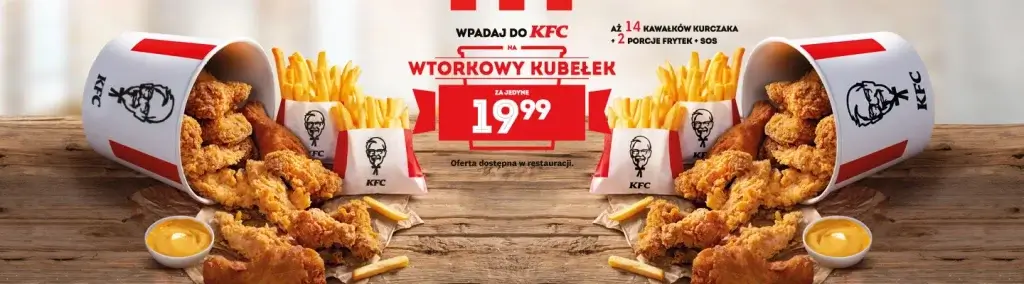 WPADAJ DO KFC
NA
WTORKOWY KUBEŁEK
ZA JEDYNE
19.99
Oferta dostępna w restauracji.
AŻ 14 KAWAŁKÓW KURCZAKA
+ 2 PORCJE FRYTEK + SOS
KFC
KFC
KFC
KFC